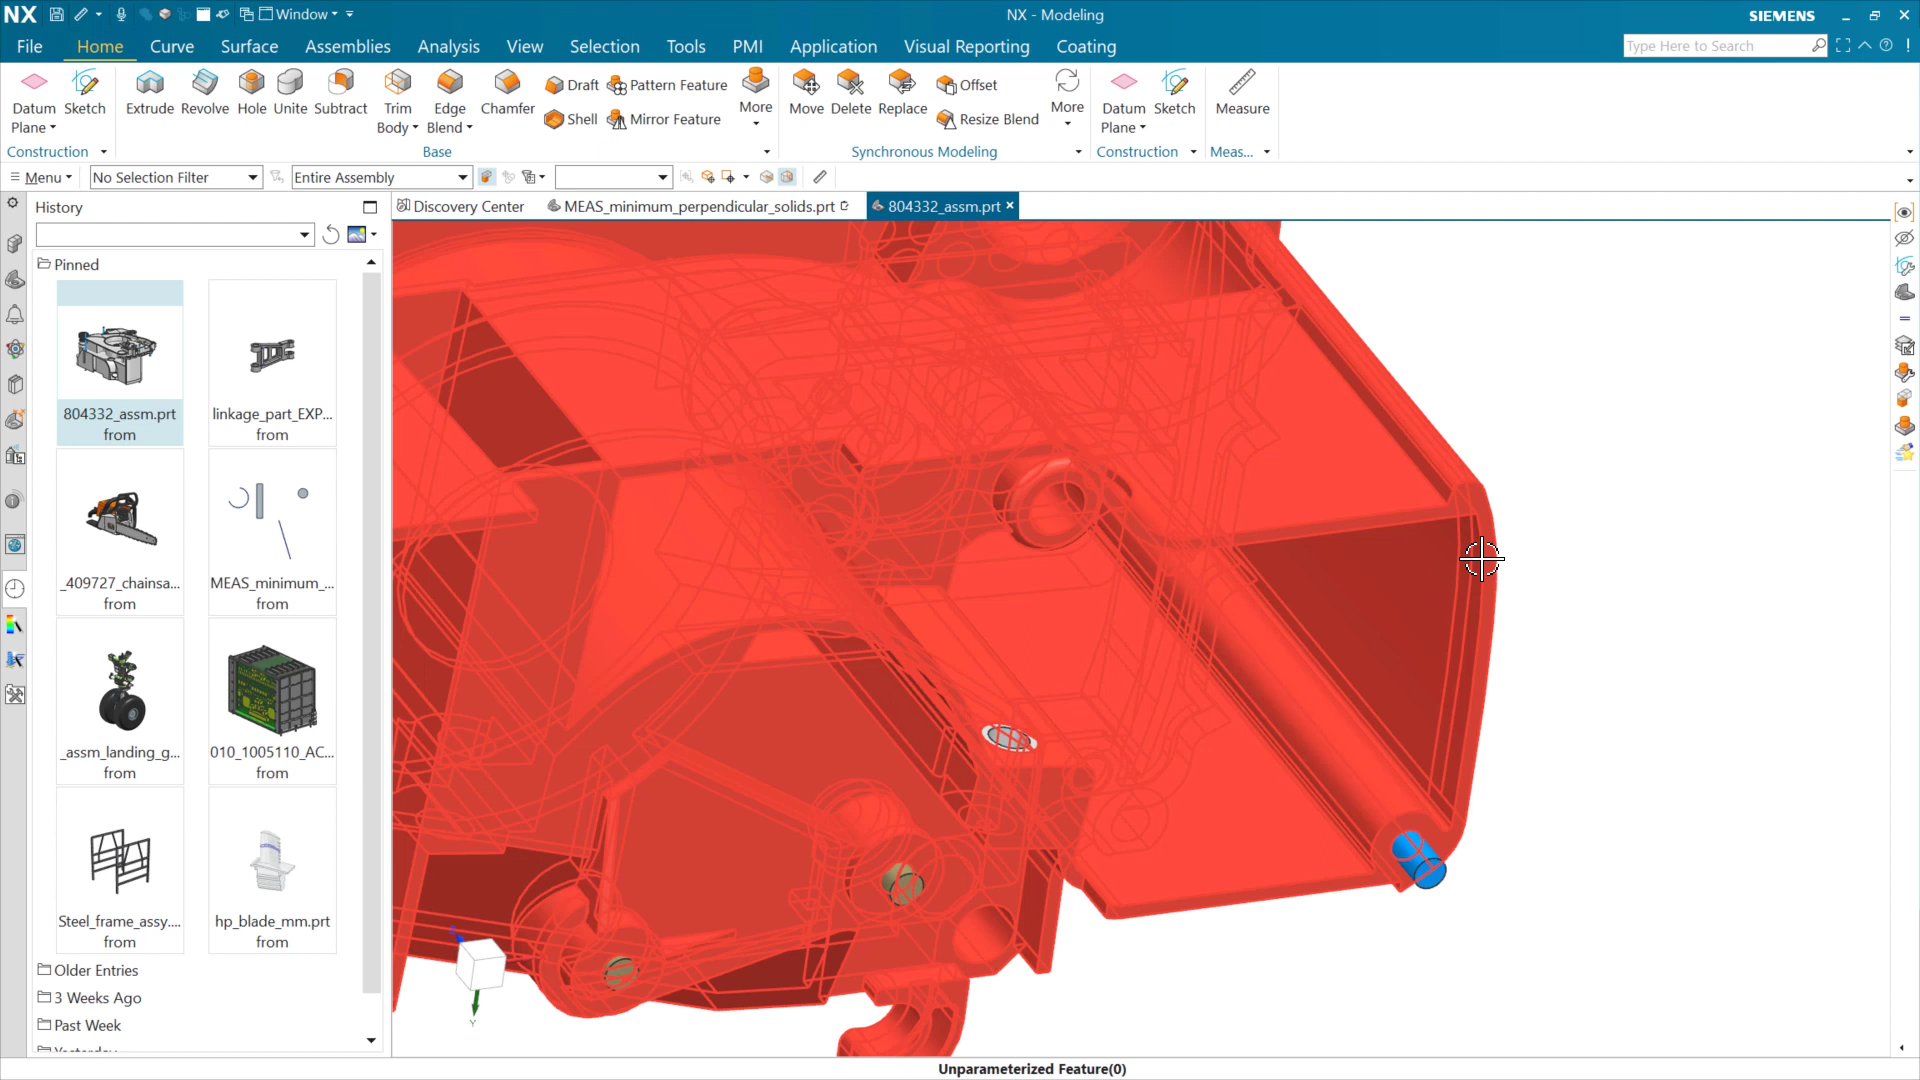 NX
Window
NX - Modeling
SIEMENS
File
Home
Curve
Surface
Assemblies
Analysis
View
Selection
Tools
PMI
Application
Visual Reporting
Coating
Type Here to Search
Datum Plane
Sketch
Extrude
Revolve
Hole
Unite
Subtract
Trim Body
Edge Blend
Chamfer
Draft
Shell
Pattern Feature
Mirror Feature
More
Move
Delete
Replace
Offset
Resize Blend
More
Datum Plane
Sketch
Measure
Construction
Base
Synchronous Modeling
Construction
Meas...
Menu
No Selection Filter
Entire Assembly
History
Discovery Center
MEAS_minimum_perpendicular_solids.prt
804332_assm.prt
Pinned
804332_assm.prt
from
linkage_part_EXP...
from
_409727_chainsa...
from
MEAS_minimum_...
from
_assm_landing_g...
from
010_1005110_AC...
from
Steel_frame_assy....
from
hp_blade_mm.prt
from
Older Entries
3 Weeks Ago
Past Week
Yesterday
Z
Y
Unparameterized Feature(0)